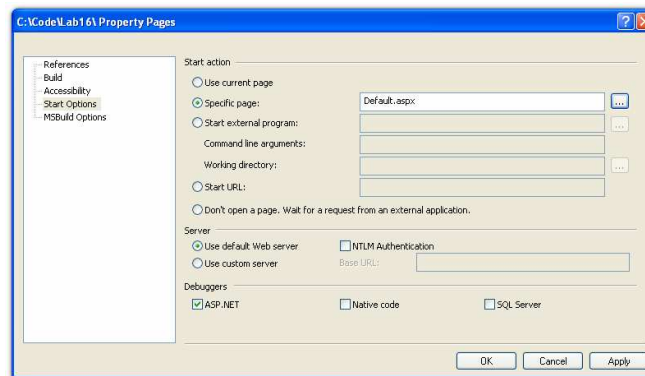 C:\Code\Lab16\ Property Pages
References
Build
Accessibility
Start Options
MSBuild Options
Start action
Use current page
Specific page: Default.aspx ...
Start external program: ...
Command line arguments:
Working directory: ...
Start URL:
Don't open a page. Wait for a request from an external application.
Server
Use default Web server NTLM Authentication
Use custom server Base URL:
Debuggers
ASP.NET Native code SQL Server
OK Cancel Apply